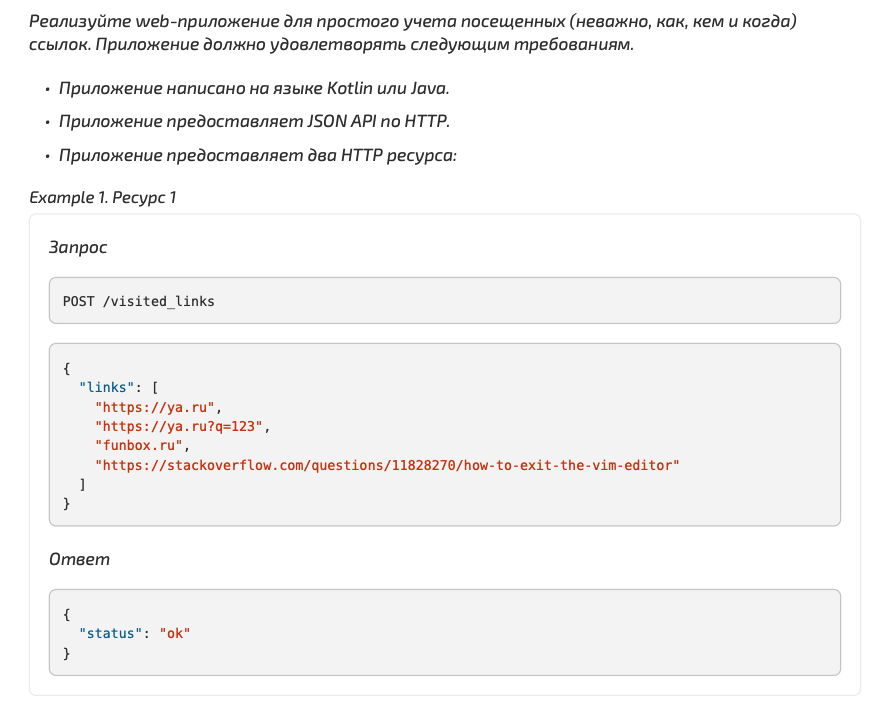 Реализуйте web-приложение для простого учета посещенных (неважно, как, кем и когда)
ссылок. Приложение должно удовлетворять следующим требованиям.
• Приложение написано на языке Kotlin или Java.
• Приложение предоставляет JSON API по HTTP.
• Приложение предоставляет два HTTP ресурса:
Example 1. Ресурс 1
Запрос
POST /visited_links
{
  "links": [
    "https://ya.ru",
    "https://ya.ru?q=123",
    "funbox.ru",
    "https://stackoverflow.com/questions/11828270/how-to-exit-the-vim-editor"
  ]
}
Ответ
{
  "status": "ok"
}